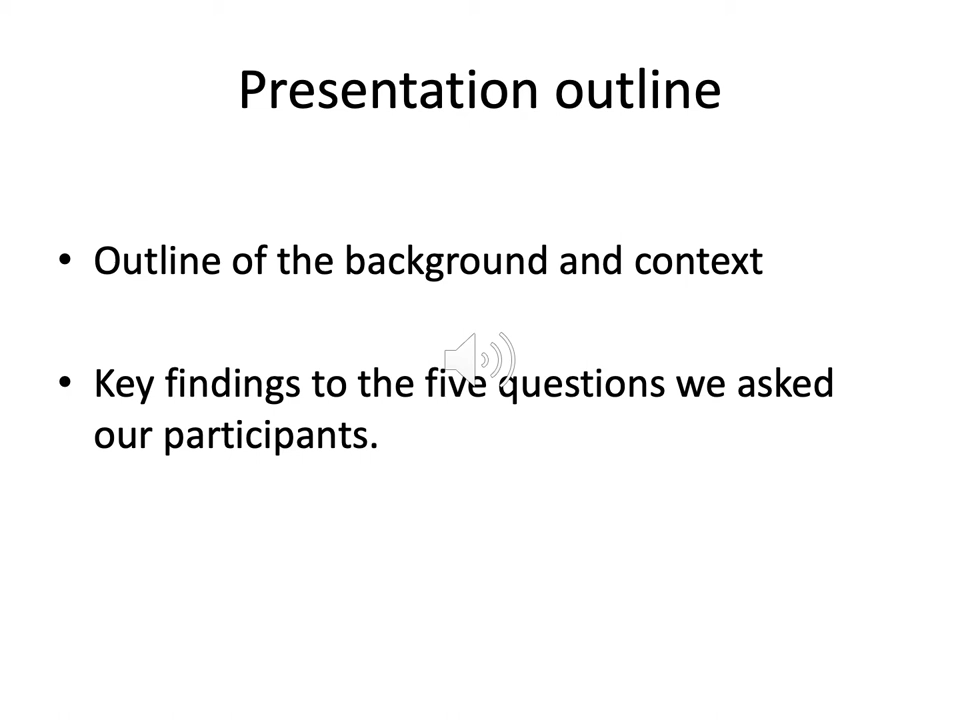 Presentation outline
• Outline of the background and context
• Key findings to the five questions we asked
our participants.